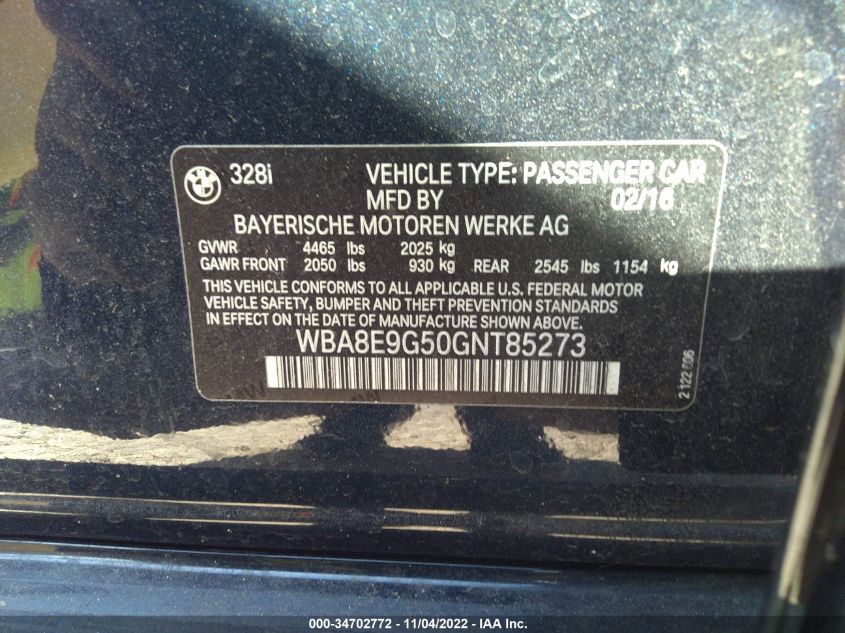 328i VEHICLE TYPE: PASSENGER CAR
MFD BY 02/16
BAYERISCHE MOTOREN WERKE AG
GVWR 4465 lbs 2025 kg
GAWR FRONT 2050 lbs 930 kg REAR 2545 lbs 1154 kg
THIS VEHICLE CONFORMS TO ALL APPLICABLE U.S. FEDERAL MOTOR
VEHICLE SAFETY, BUMPER AND THEFT PREVENTION STANDARDS
IN EFFECT ON THE DATE OF MANUFACTURE SHOWN ABOVE.
WBA8E9G50GNT85273
000-34702772 - 11/04/2022 - IAA Inc.